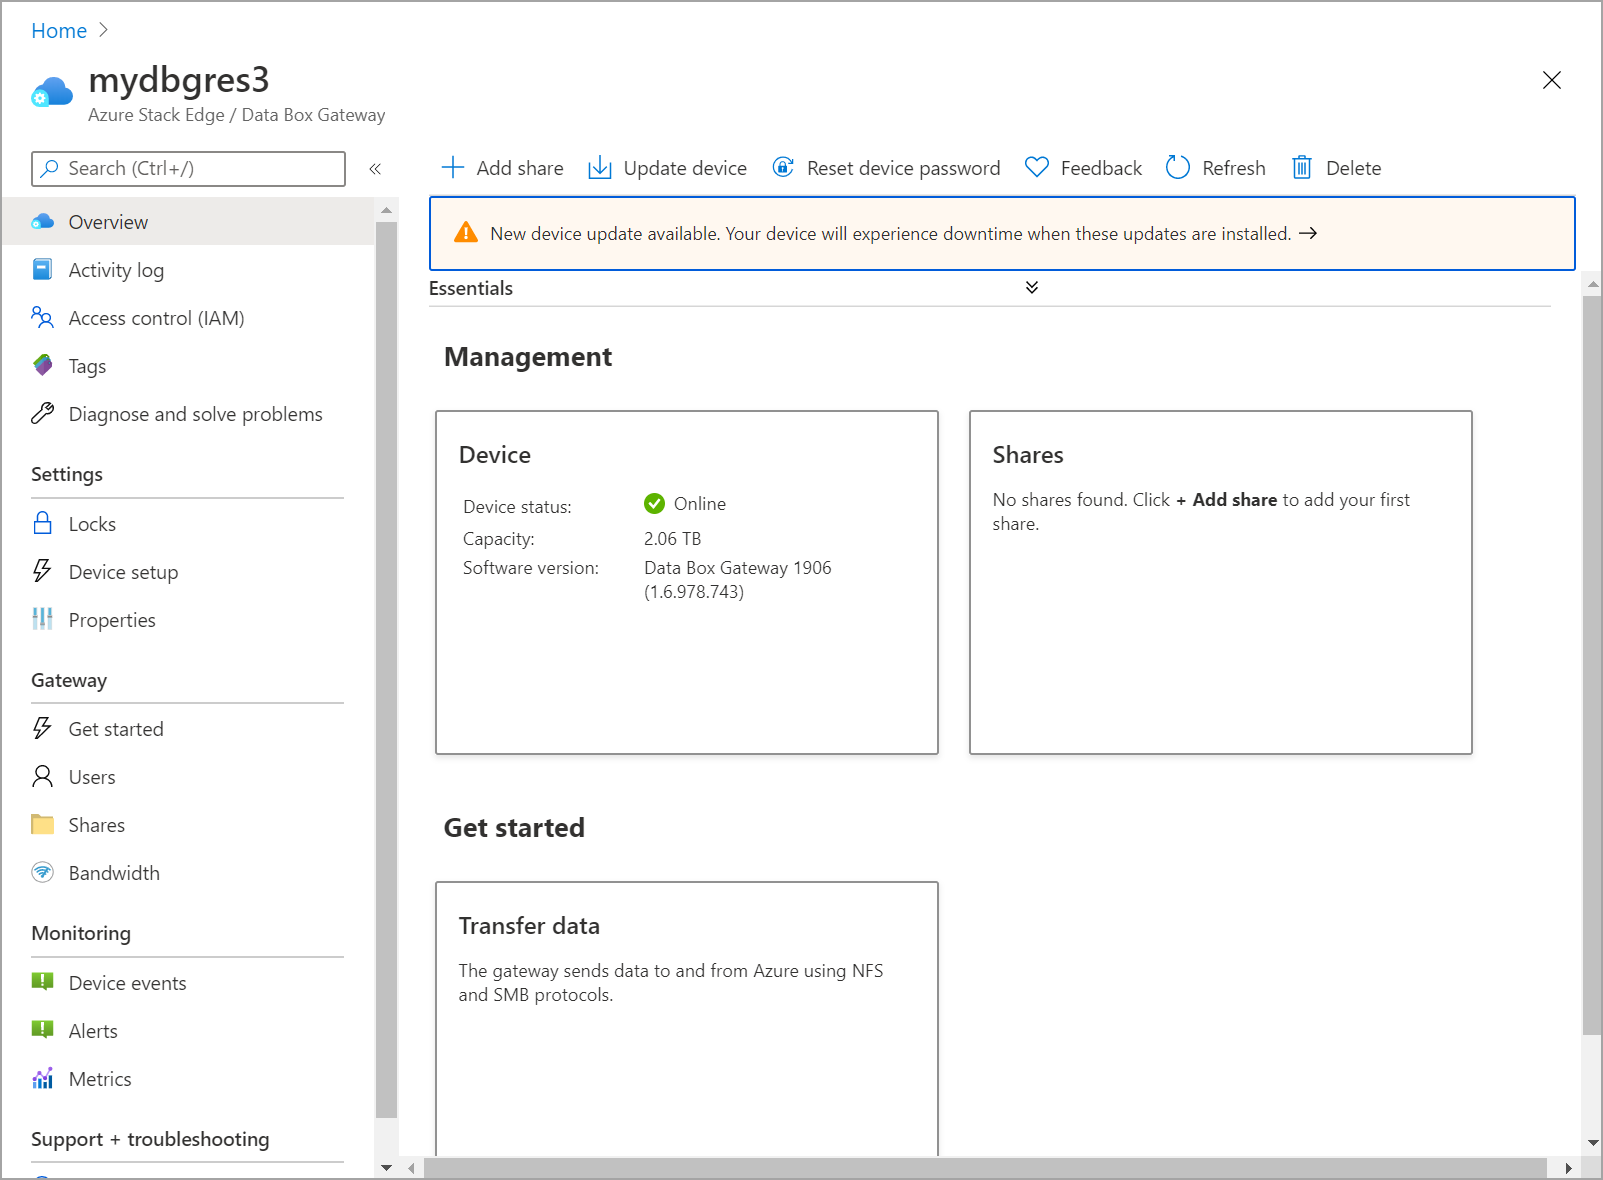 Home
mydbgres3
Azure Stack Edge / Data Box Gateway
Search (Ctrl+/)
Add share
Update device
Reset device password
Feedback
Refresh
Delete
Overview
Activity log
Access control (IAM)
Tags
Diagnose and solve problems
Settings
Locks
Device setup
Properties
Gateway
Get started
Users
Shares
Bandwidth
Monitoring
Device events
Alerts
Metrics
Support + troubleshooting
New device update available. Your device will experience downtime when these updates are installed. →
Essentials
Management
Device
Device status: Online
Capacity: 2.06 TB
Software version: Data Box Gateway 1906
(1.6.978.743)
Shares
No shares found. Click + Add share to add your first
share.
Get started
Transfer data
The gateway sends data to and from Azure using NFS
and SMB protocols.